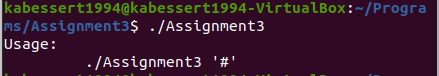 kabessert1994@kabessert1994-VirtualBox:~/Progra
ms/Assignment3$ ./Assignment3
Usage:
        ./Assignment3 '#'